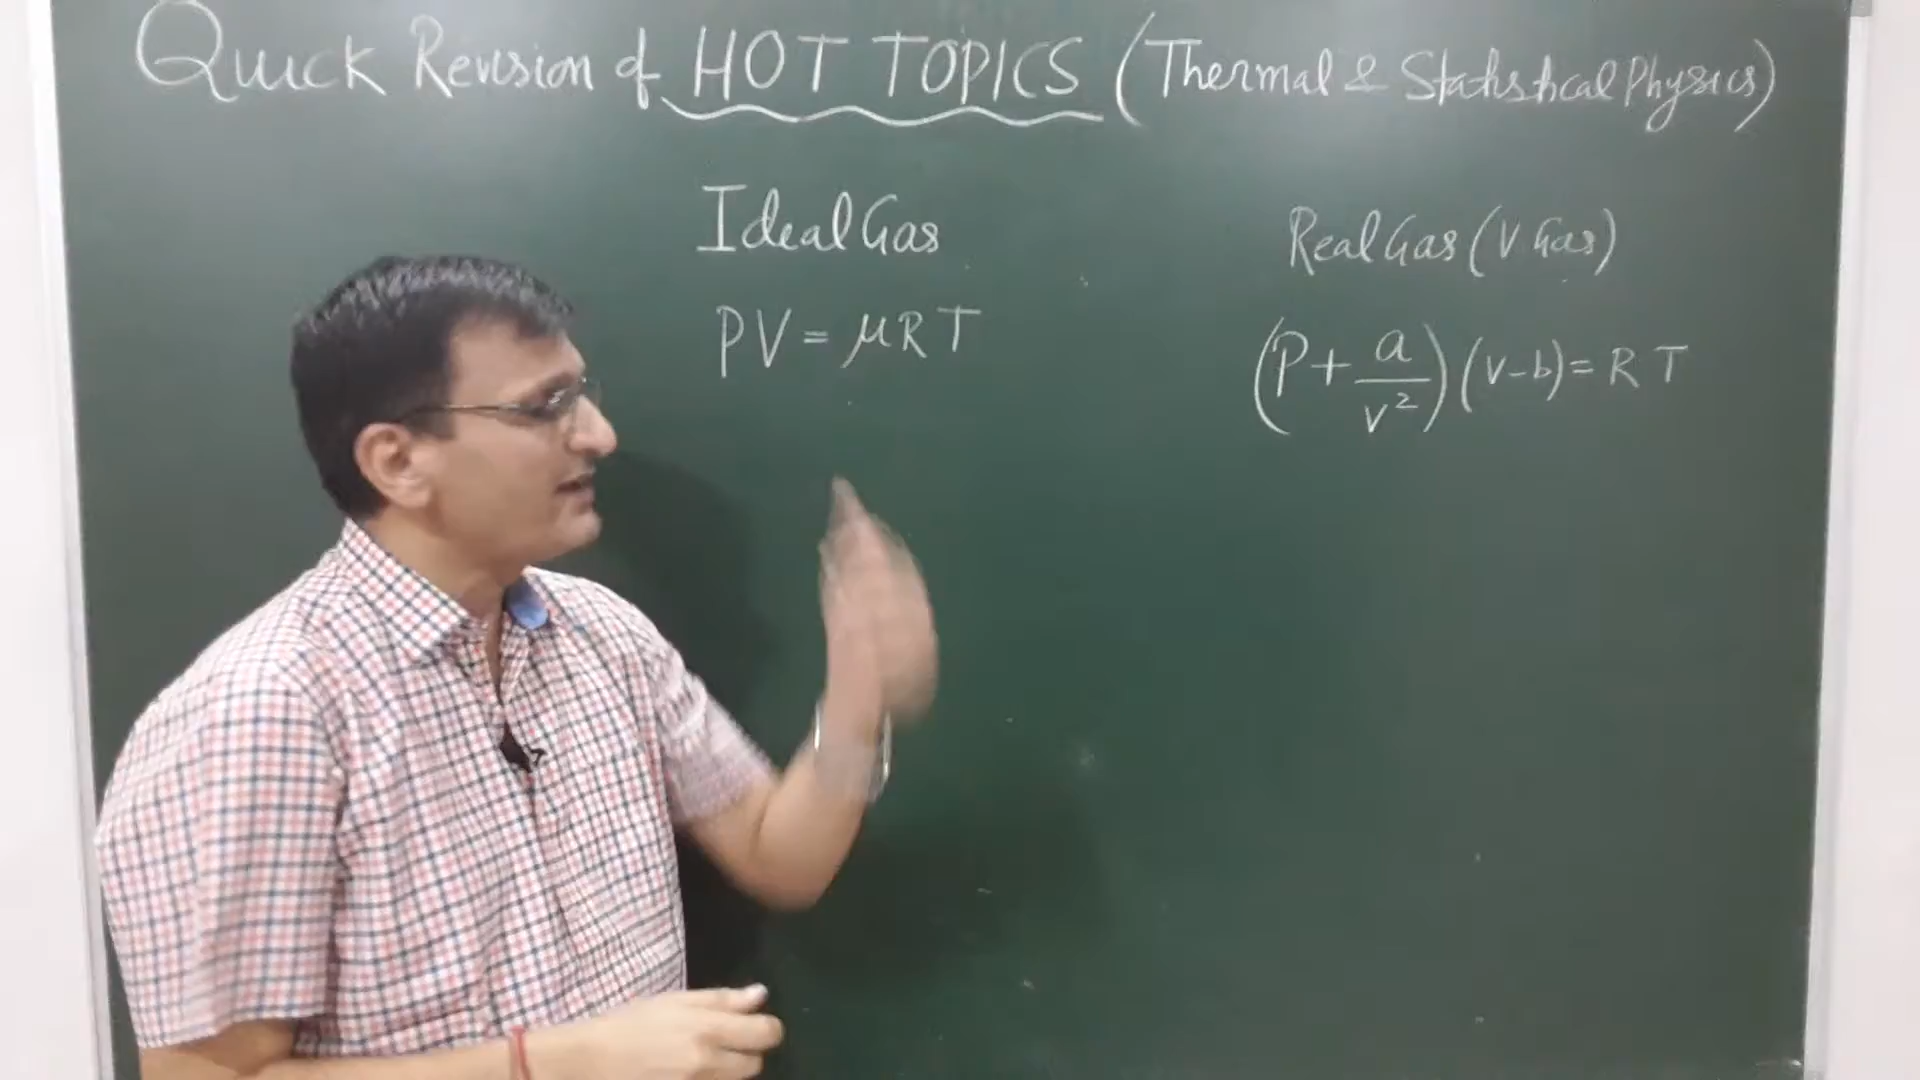 Quick Revision of HOT TOPICS (Thermal & Statistical Physics)
Ideal Gas
PV = μRT
Real Gas (V Gas)
(P + a/v²) (v-b) = RT